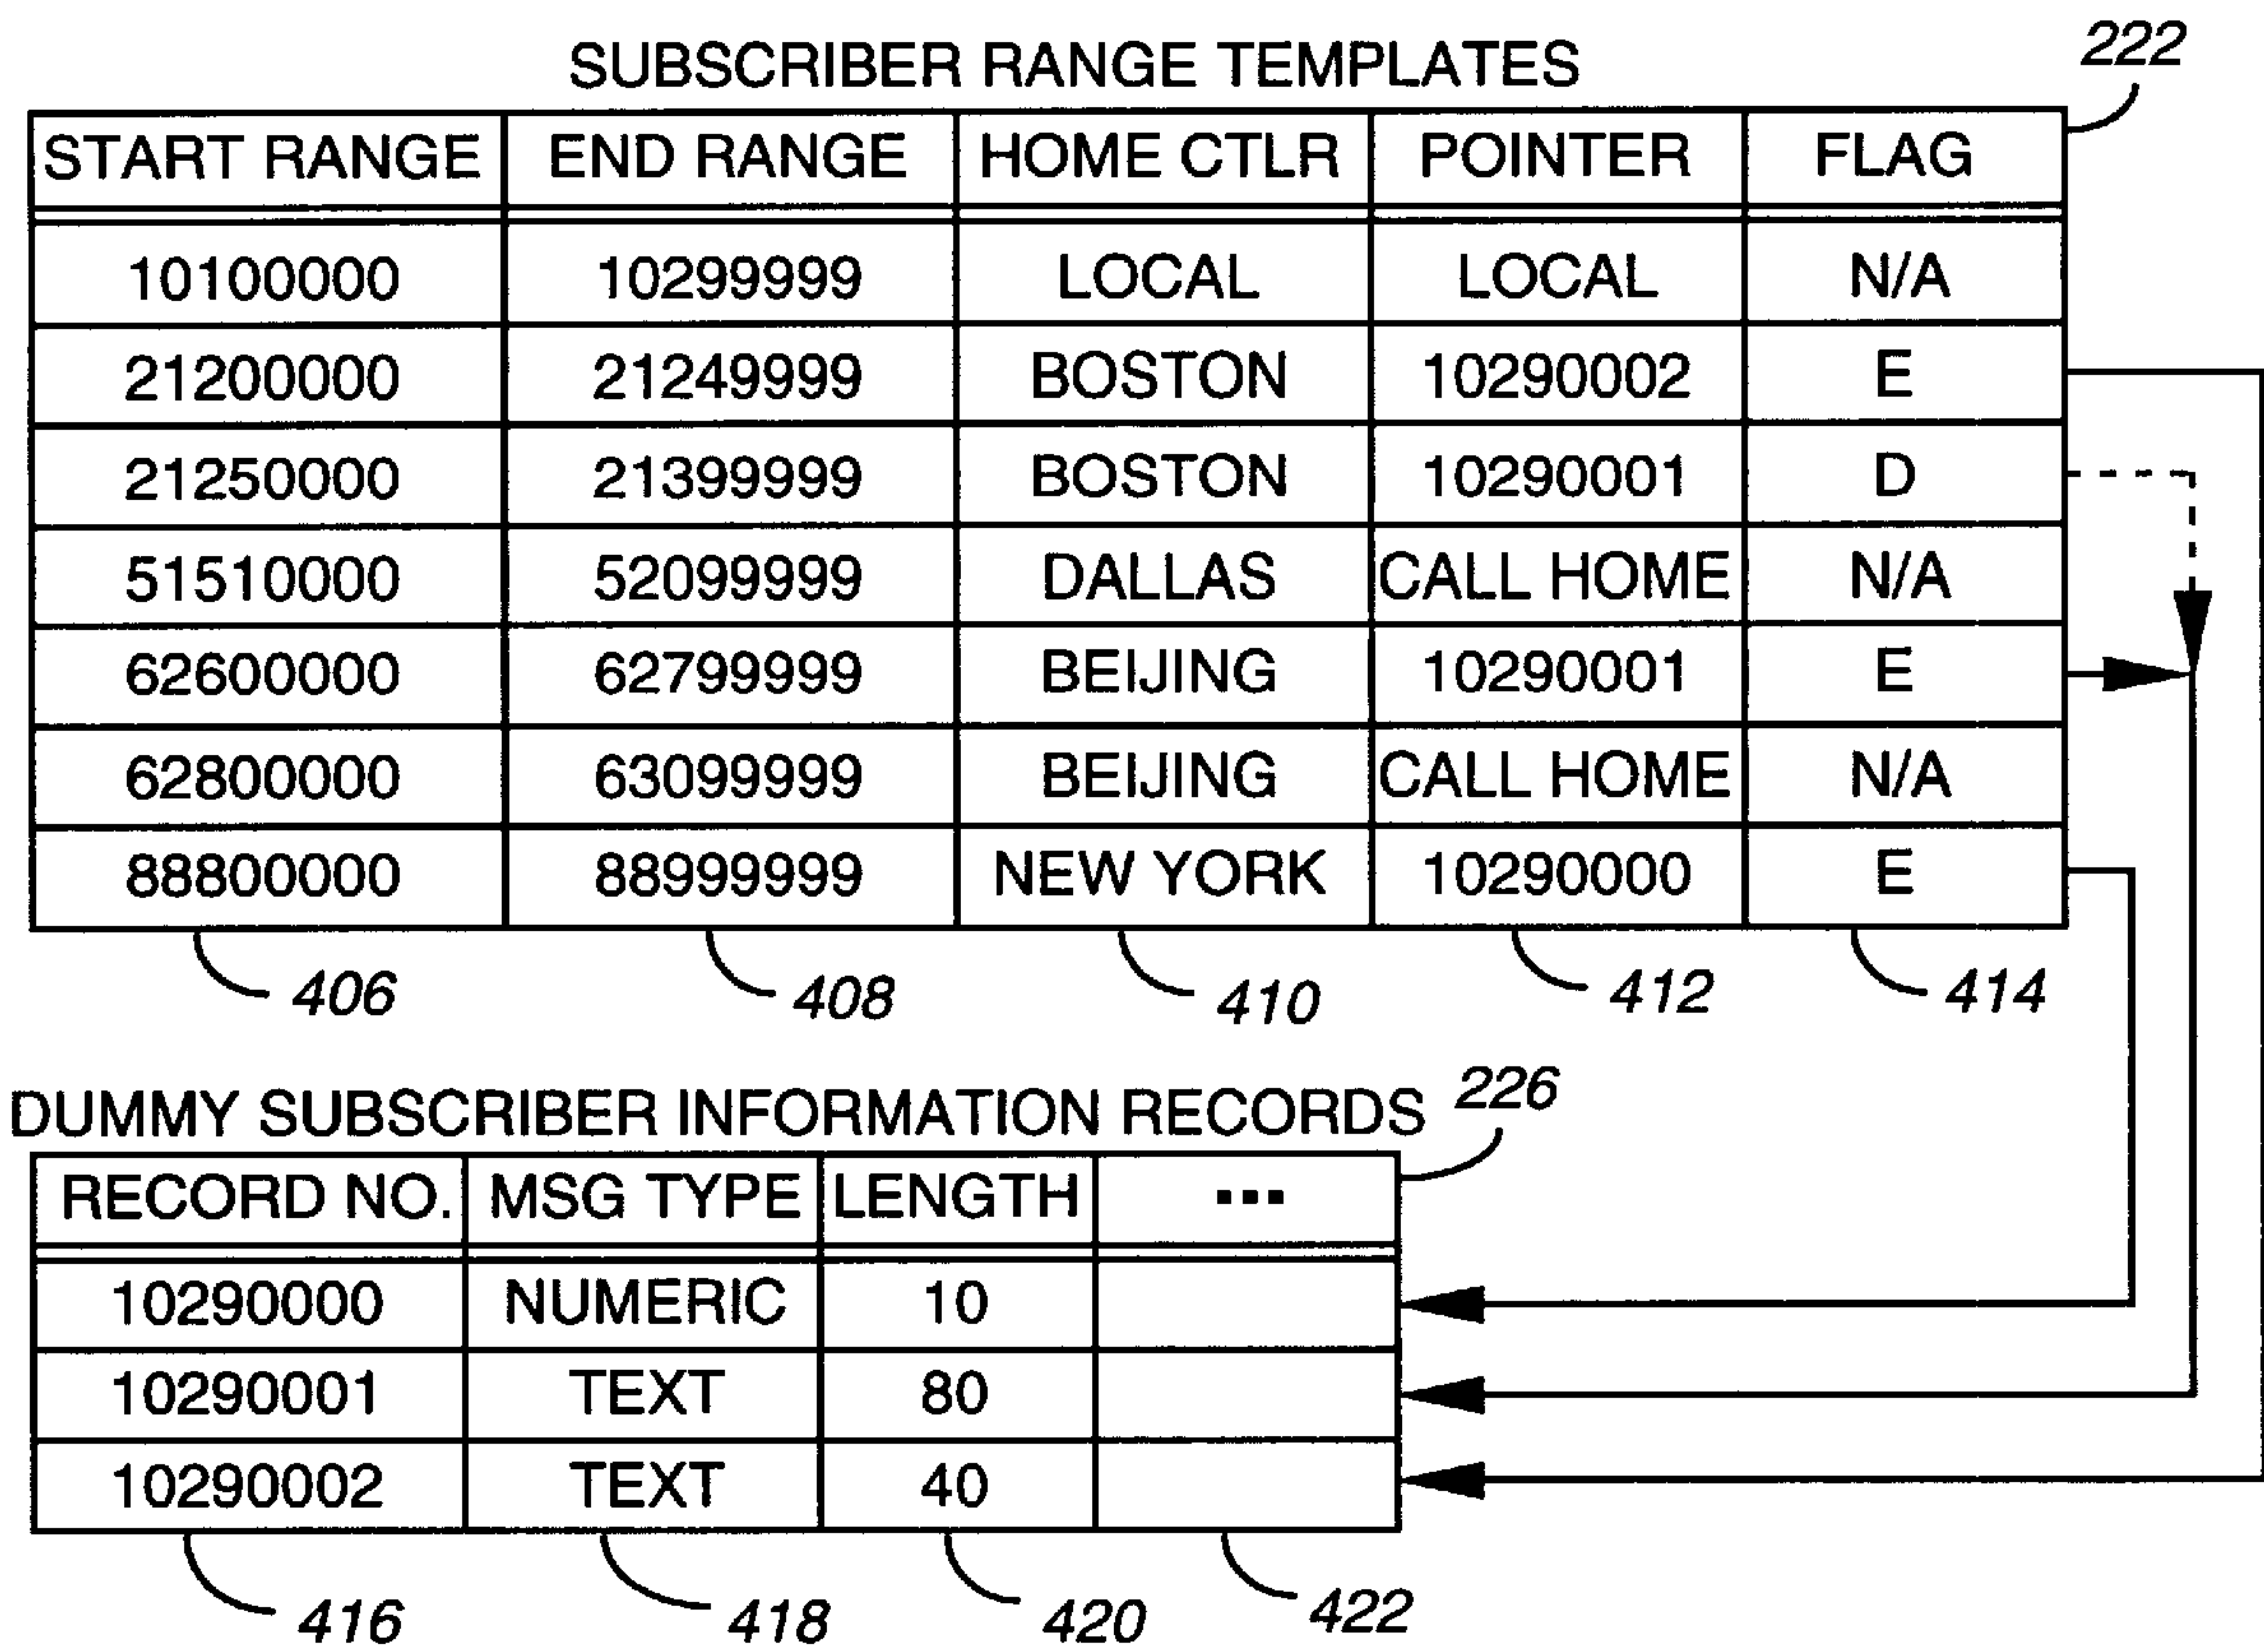 222
SUBSCRIBER RANGE TEMPLATES
START RANGE END RANGE HOME CTLR POINTER FLAG
10100000 10299999 LOCAL LOCAL N/A
21200000 21249999 BOSTON 10290002 E
21250000 21399999 BOSTON 10290001 D
51510000 52099999 DALLAS CALL HOME N/A
62600000 62799999 BEIJING 10290001 E
62800000 63099999 BEIJING CALL HOME N/A
88800000 88999999 NEW YORK 10290000 E
406 408 410 412 414
DUMMY SUBSCRIBER INFORMATION RECORDS 226
RECORD NO. MSG TYPE LENGTH ...
10290000 NUMERIC 10
10290001 TEXT 80
10290002 TEXT 40
416 418 420 422